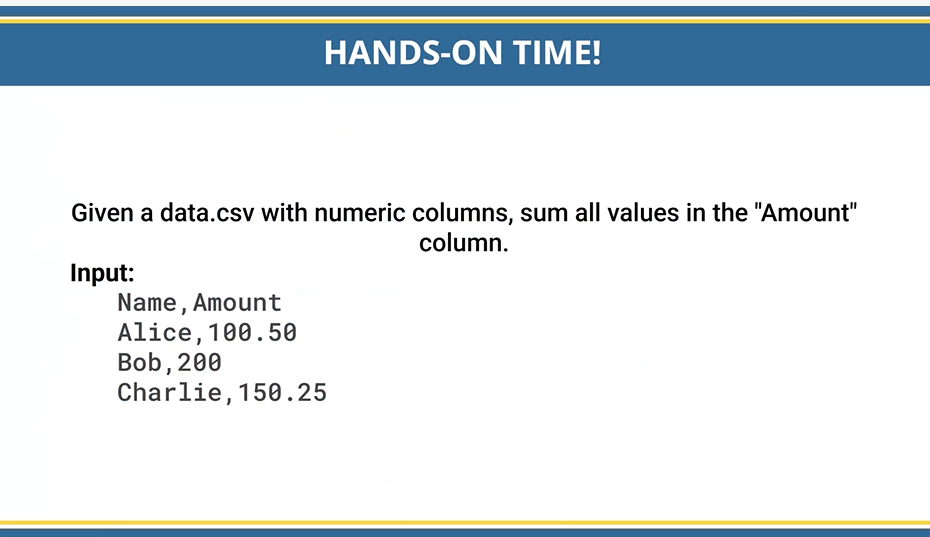 HANDS-ON TIME!
Given a data.csv with numeric columns, sum all values in the "Amount"
column.
Input:
Name,Amount
Alice,100.50
Bob,200
Charlie,150.25